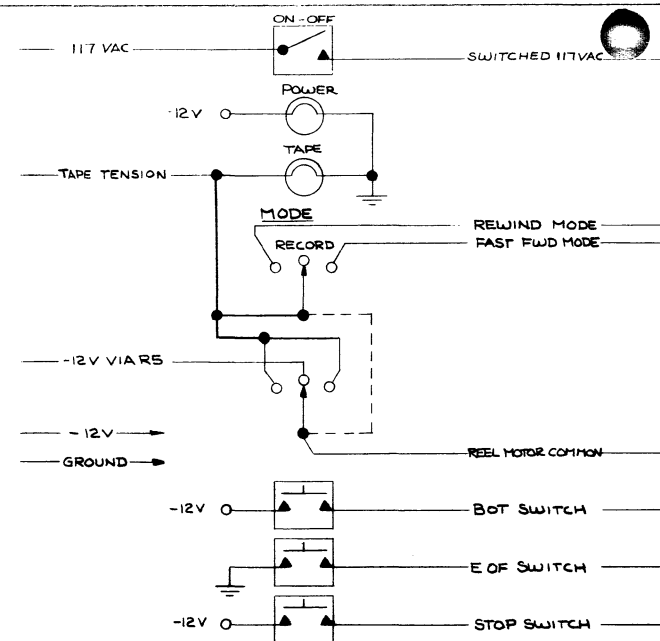 ON-OFF
117 VAC
SWITCHED 117VAC
POWER
-12V
TAPE
TAPE TENSION
MODE
REWIND MODE
RECORD
FAST FWD MODE
-12V VIA R5
-12V
GROUND
REEL MOTOR COMMON
-12V
BOT SWITCH
EOF SWITCH
-12V
STOP SWITCH